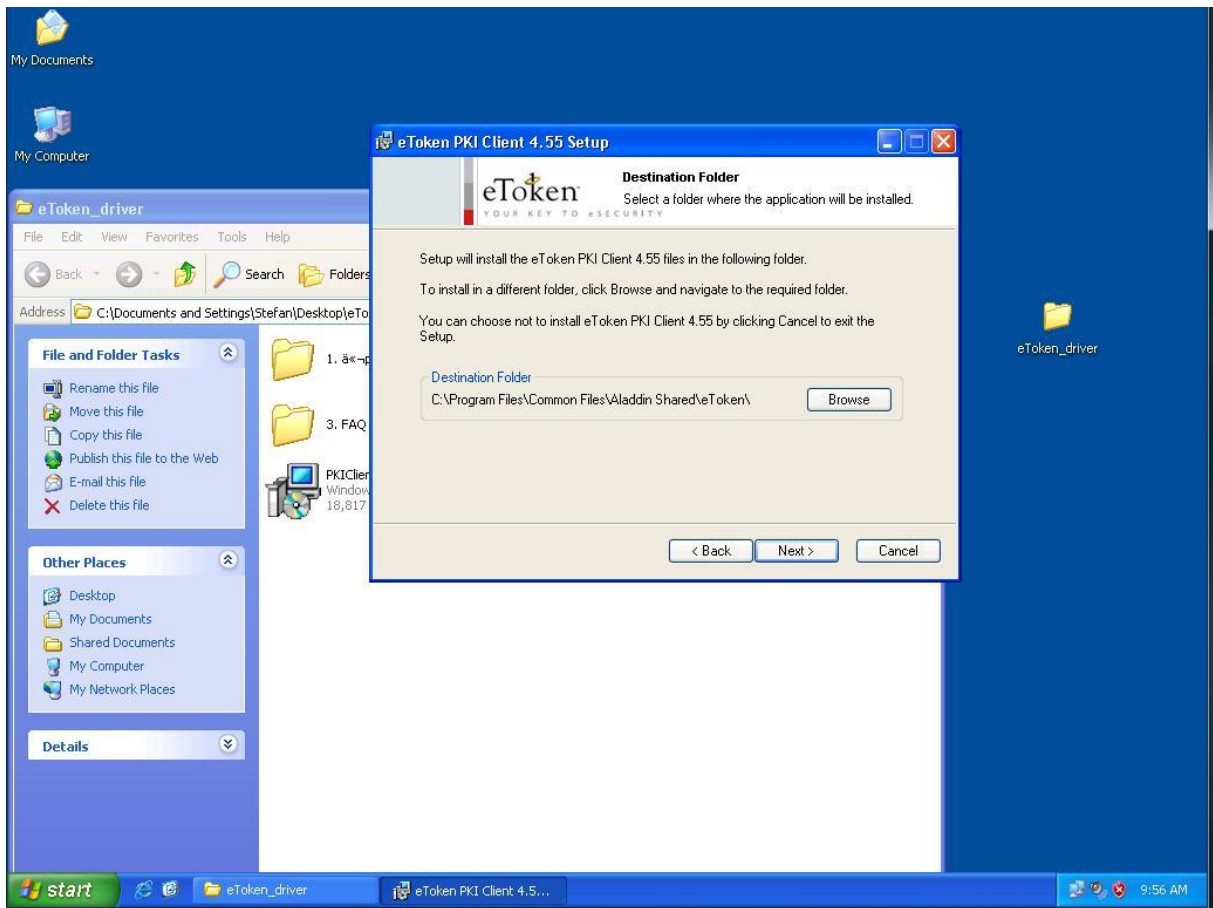 My Documents
My Computer
eToken_driver
File Edit View Favorites Tools Help
Back Search Folders
Address C:\Documents and Settings\Stefan\Desktop\eTo
File and Folder Tasks
Rename this file
Move this file
Copy this file
Publish this file to the Web
E-mail this file
Delete this file
Other Places
Desktop
My Documents
Shared Documents
My Computer
My Network Places
Details
3. FAQ
PKIClien
Window
18,817
eToken PKI Client 4.55 Setup
eToken
YOUR KEY TO eSECURITY
Destination Folder
Select a folder where the application will be installed.
Setup will install the eToken PKI Client 4.55 files in the following folder.
To install in a different folder, click Browse and navigate to the required folder.
You can choose not to install eToken PKI Client 4.55 by clicking Cancel to exit the
Setup.
Destination Folder
C:\Program Files\Common Files\Aladdin Shared\eToken\ Browse
< Back Next > Cancel
eToken_driver
start eToken_driver eToken PKI Client 4.5... 9:56 AM